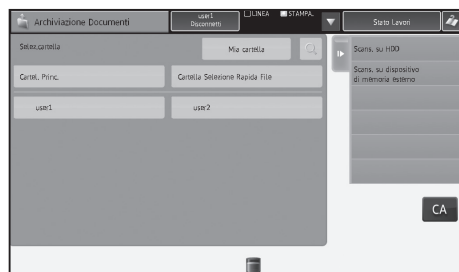 Archiviazione Documenti
user1
Disconnetti
LINEA
STAMPA.
Stato Lavori
Selez.cartella
Mia cartella
Cartel. Princ.
Cartella Selezione Rapida File
user1
user2
Scans. su HDD
Scans. su dispositivo
di memoria esterno
CA